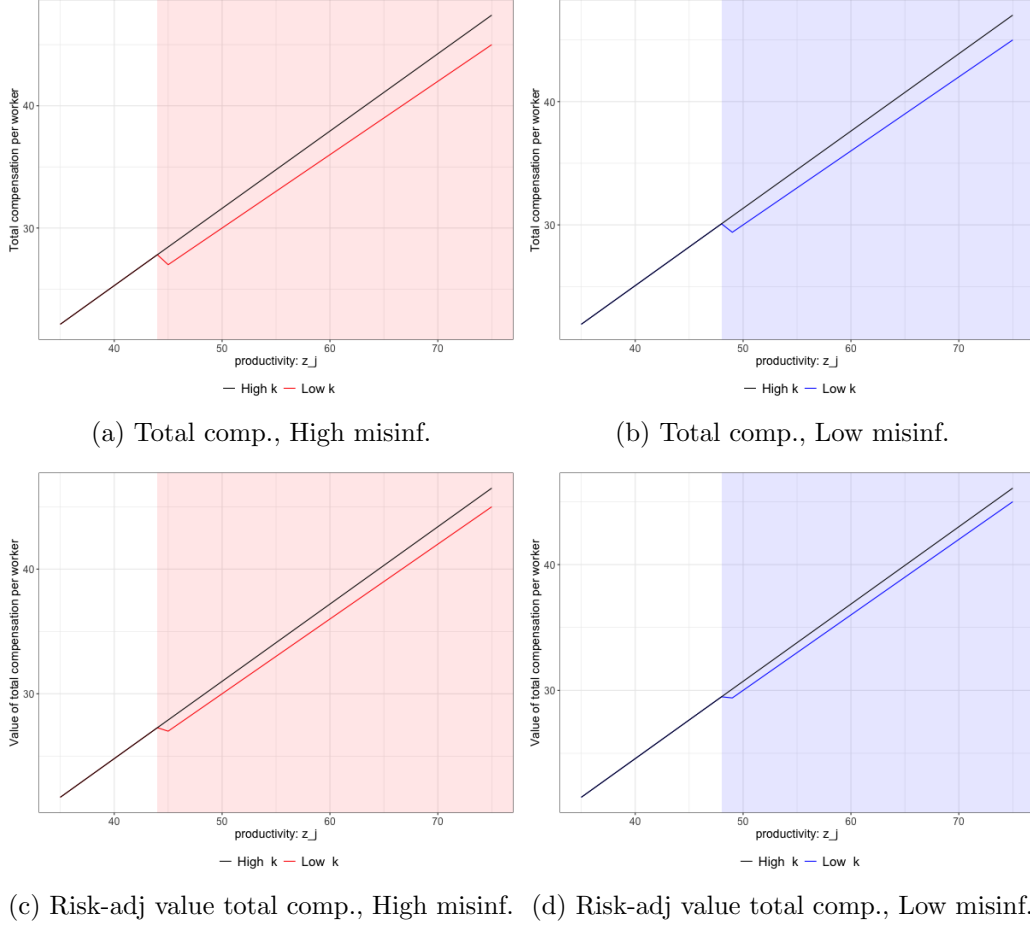 Total compensation per worker
40
30
40 50 60 70
productivity: z_j
High k Low k
(a) Total comp., High misinf.
Total compensation per worker
40
30
40 50 60 70
productivity: z_j
High k Low k
(b) Total comp., Low misinf.
Value of total compensation per worker
40
30
40 50 60 70
productivity: z_j
High k Low k
(c) Risk-adj value total comp., High misinf.
Value of total compensation per worker
40
30
40 50 60 70
productivity: z_j
High k Low k
(d) Risk-adj value total comp., Low misinf.